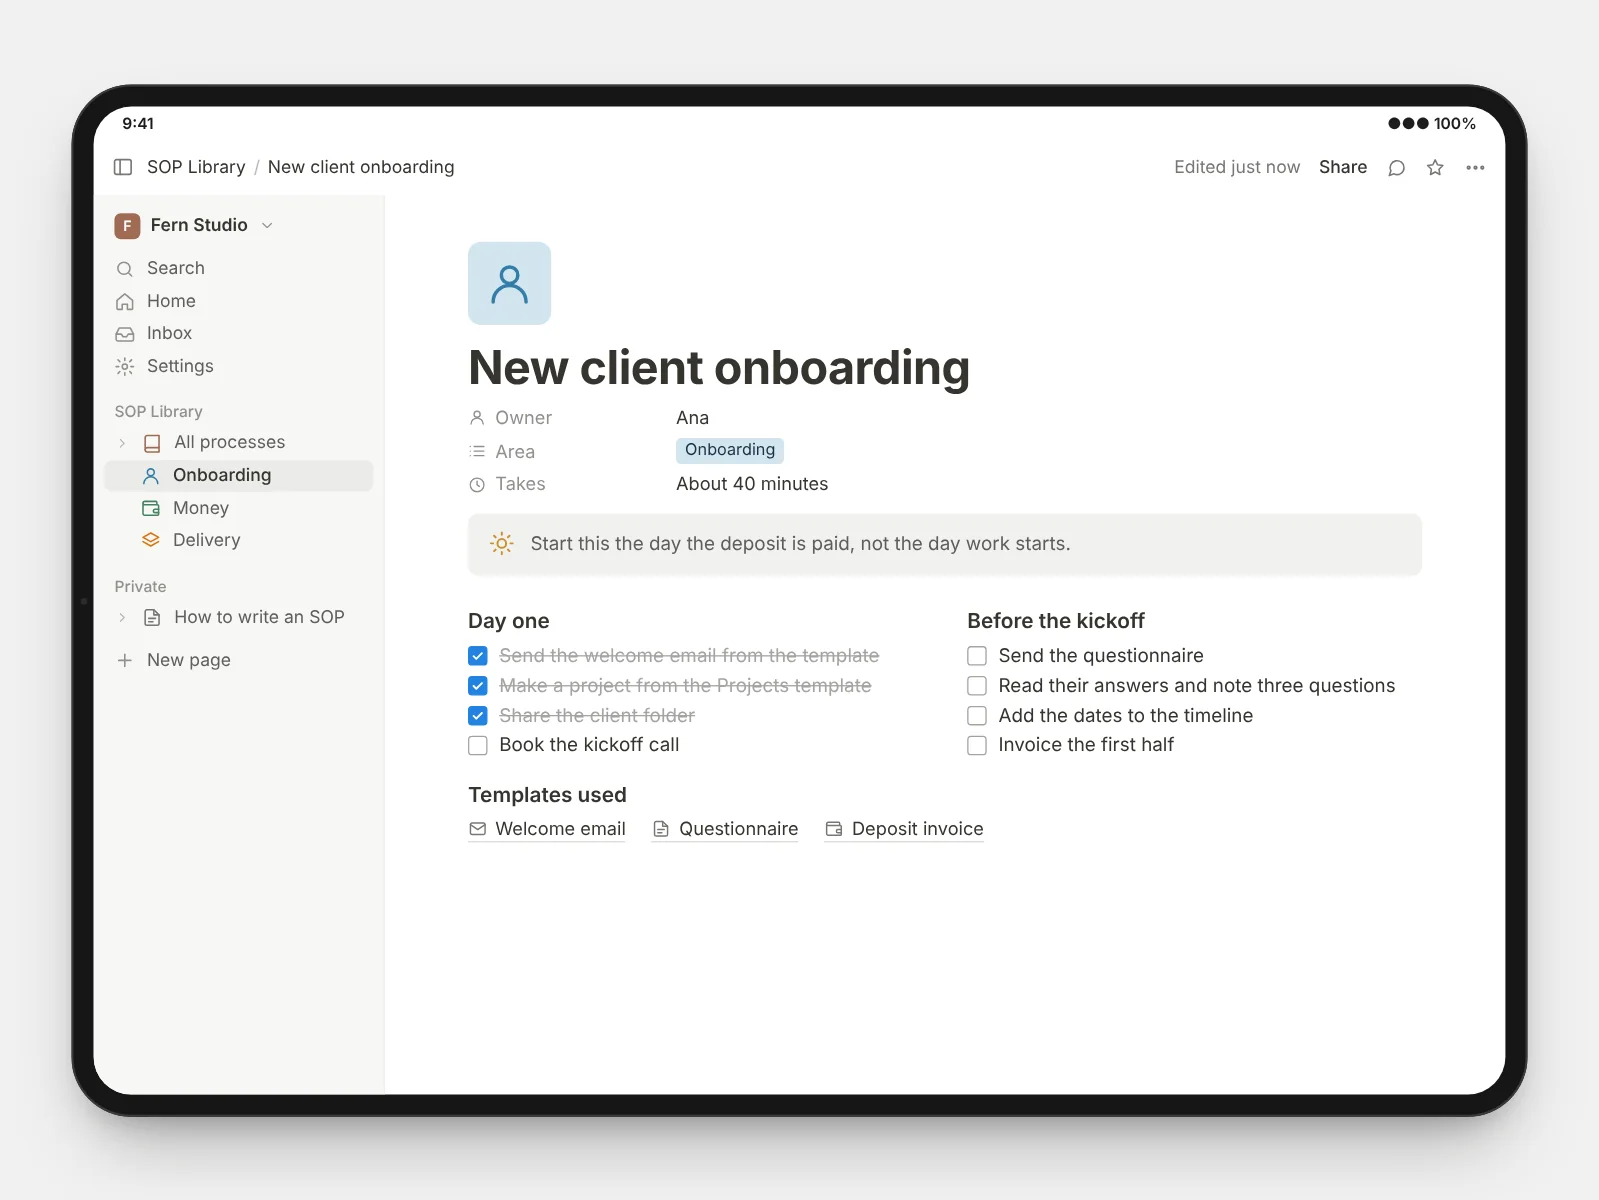 9:41
100%
SOP Library / New client onboarding
Edited just now Share
F Fern Studio
Search
Home
Inbox
Settings
SOP Library
All processes
Onboarding
Money
Delivery
Private
How to write an SOP
New page
New client onboarding
Owner Ana
Area Onboarding
Takes About 40 minutes
Start this the day the deposit is paid, not the day work starts.
Day one
Send the welcome email from the template
Make a project from the Projects template
Share the client folder
Book the kickoff call
Before the kickoff
Send the questionnaire
Read their answers and note three questions
Add the dates to the timeline
Invoice the first half
Templates used
Welcome email Questionnaire Deposit invoice